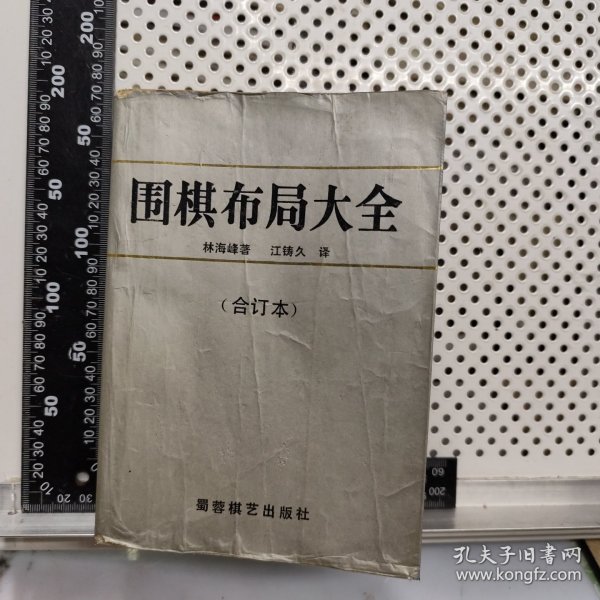 围棋布局大全
林海峰著 江铸久 译
（合订本）
蜀蓉棋艺出版社
孔夫子旧书网
www.kongfz.com